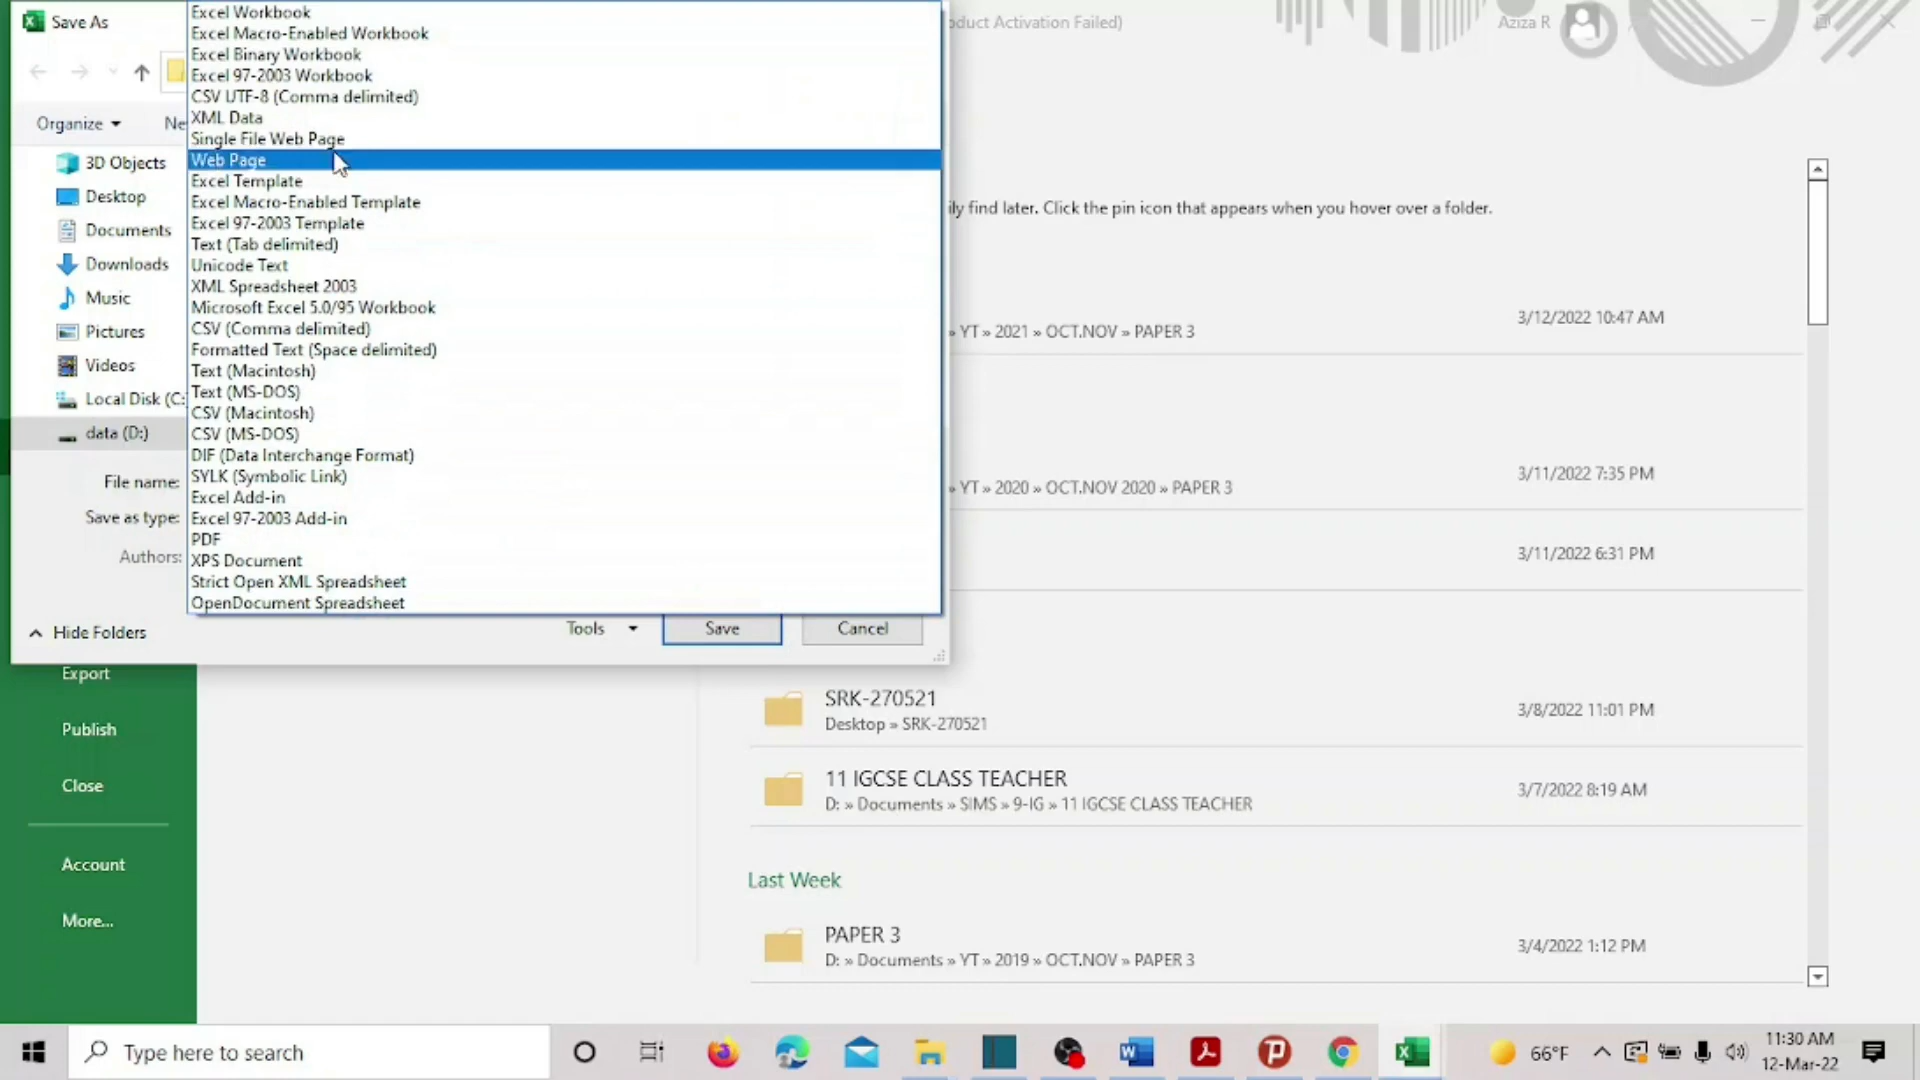 Save As
Excel Workbook
Excel Macro-Enabled Workbook
Excel Binary Workbook
Excel 97-2003 Workbook
CSV UTF-8 (Comma delimited)
XML Data
Single File Web Page
Web Page
Excel Template
Excel Macro-Enabled Template
Excel 97-2003 Template
Text (Tab delimited)
Unicode Text
XML Spreadsheet 2003
Microsoft Excel 5.0/95 Workbook
CSV (Comma delimited)
Formatted Text (Space delimited)
Text (Macintosh)
Text (MS-DOS)
CSV (Macintosh)
CSV (MS-DOS)
DIF (Data Interchange Format)
SYLK (Symbolic Link)
Excel Add-in
Excel 97-2003 Add-in
PDF
XPS Document
Strict Open XML Spreadsheet
OpenDocument Spreadsheet
Organize
Ne
3D Objects
Desktop
Documents
Downloads
Music
Pictures
Videos
Local Disk (C:
data (D:)
File name:
Save as type:
Authors:
Hide Folders
Tools
Save
Cancel
oduct Activation Failed)
Aziza R
ily find later. Click the pin icon that appears when you hover over a folder.
» YT » 2021 » OCT.NOV » PAPER 3
3/12/2022 10:47 AM
» YT » 2020 » OCT.NOV 2020 » PAPER 3
3/11/2022 7:35 PM
3/11/2022 6:31 PM
SRK-270521
Desktop » SRK-270521
3/8/2022 11:01 PM
11 IGCSE CLASS TEACHER
D: » Documents » SIMS » 9-IG » 11 IGCSE CLASS TEACHER
3/7/2022 8:19 AM
Last Week
PAPER 3
D: » Documents » YT » 2019 » OCT.NOV » PAPER 3
3/4/2022 1:12 PM
Export
Publish
Close
Account
More...
Type here to search
66°F
11:30 AM
12-Mar-22